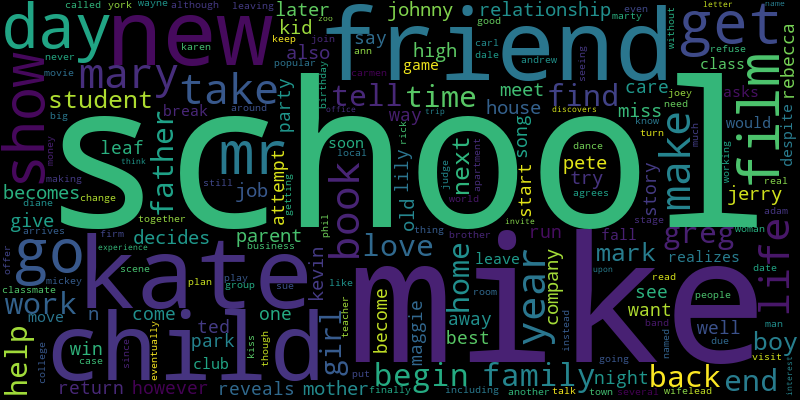 called york wayne although leaving later johnny relationship letter name
day new friend get
karen keep zoo join kid say good even marty
never also ann high carl dale andrew without refuse
movie popular game seeing class asks rebecca
show mary take tell time meet find care joey
carmen
student party house miss need film
big break around birthday office way trip discovers know turn much would despite
school
money leaf father mr soon local rick old lily next song dance pete make story working
think judge apartment start try agrees real
making job attempt jerry
becomes change still getting book world stage adam
give diane together phil thing invite run fall greg woman
arrives firm decides parent business brother life
go kate experience love home year mark realizes
offer mickey scene kevin leave company upon read date
classmate plan play sue like room see people
work move n come group become maggie away instead want well man
child ted one girl teacher mike band named due boy
help win park kiss best going visit
case since eventually club though put begin family night back end
college return however reveals mother finally including another talk town several wifelead interest